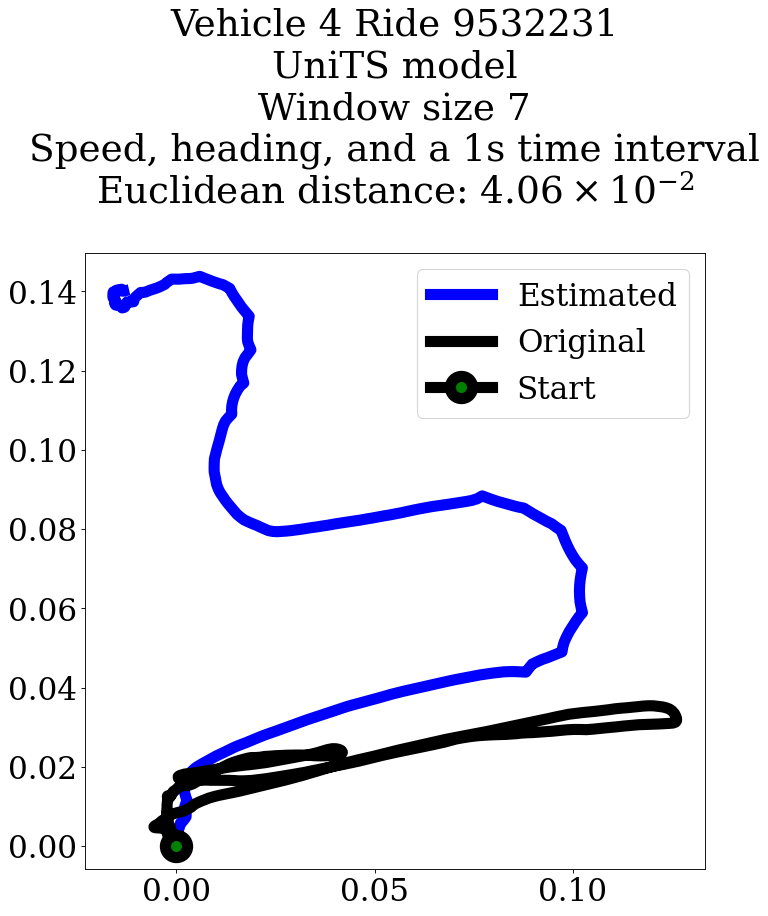 Vehicle 4 Ride 9532231
UniTS model
Window size 7
Speed, heading, and a 1s time interval
Euclidean distance: 4.06 × 10⁻²
Estimated
Original
Start
0.14
0.12
0.10
0.08
0.06
0.04
0.02
0.00
0.00 0.05 0.10